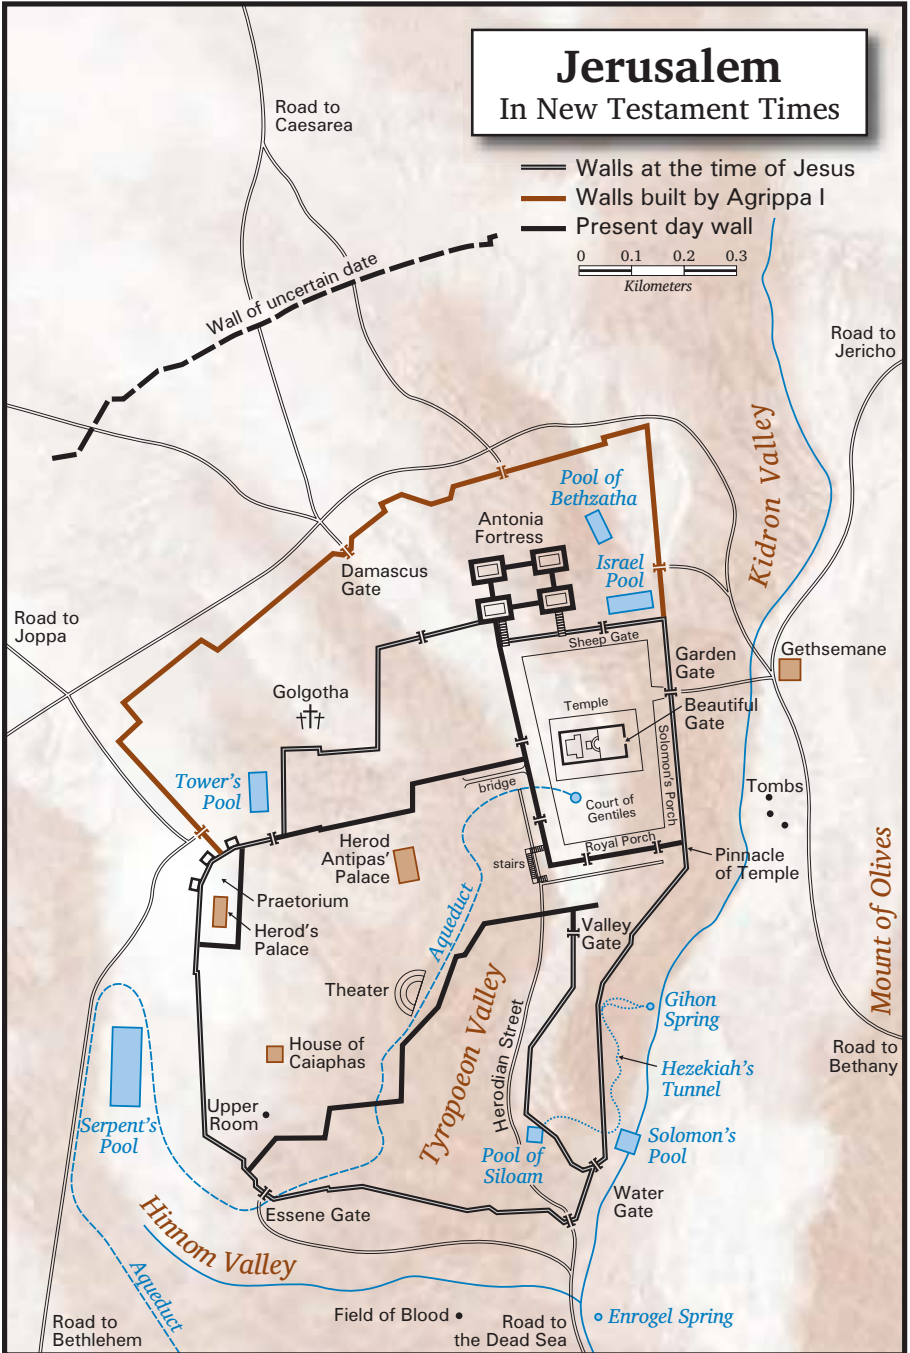 Jerusalem
In New Testament Times
Road to
Caesarea
Walls at the time of Jesus
Walls built by Agrippa I
Present day wall
0 0.1 0.2 0.3
Kilometers
Wall of uncertain date
Road to
Jericho
Kidron Valley
Pool of
Bethzatha
Antonia
Fortress
Israel
Pool
Damascus
Gate
Road to
Joppa
Sheep Gate
Garden
Gate
Gethsemane
Golgotha
Temple
Beautiful
Gate
Solomon's Porch
Tower's
Pool
bridge
Court of
Gentiles
Tombs
Herod
Antipas'
Palace
Royal Porch
stairs
Pinnacle
of Temple
Mount of Olives
Praetorium
Herod's
Palace
Aqueduct
Valley
Gate
Theater
Tyropoeon Valley
Herodian Street
Gihon
Spring
House of
Caiaphas
Hezekiah's
Tunnel
Road to
Bethany
Upper
Room
Serpent's
Pool
Pool of
Siloam
Solomon's
Pool
Water
Gate
Essene Gate
Hinnom Valley
Aqueduct
Road to
Bethlehem
Field of Blood
Road to
the Dead Sea
Enrogel Spring